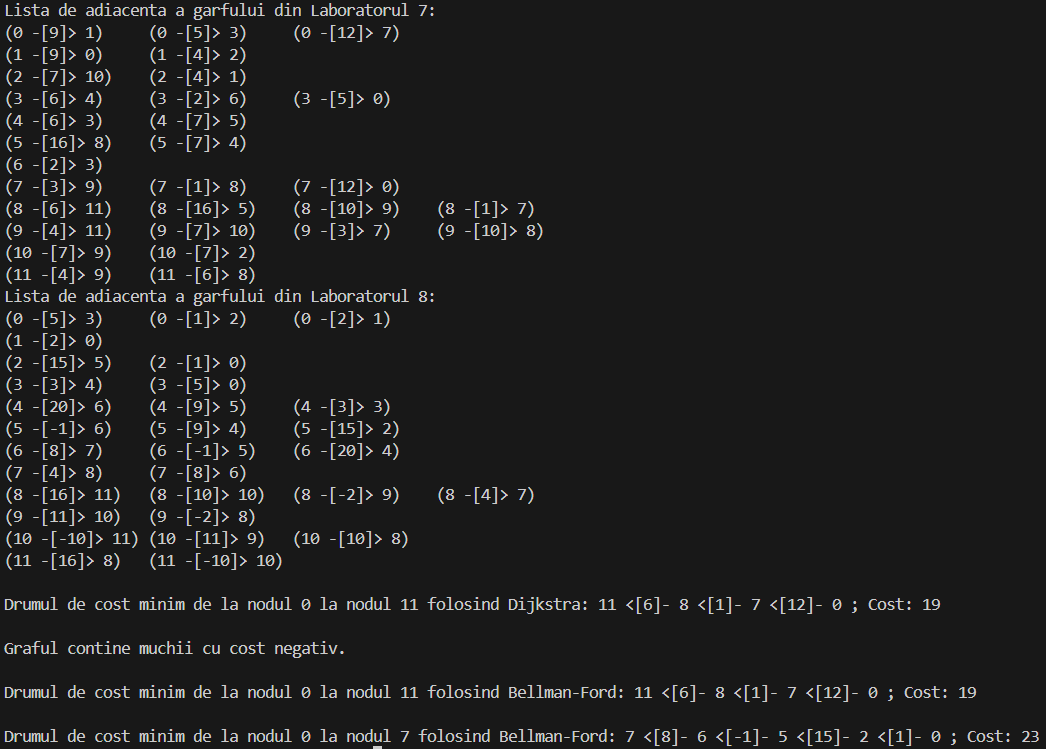 Lista de adiacenta a garfului din Laboratorul 7:
(0 -[9]> 1)     (0 -[5]> 3)     (0 -[12]> 7)
(1 -[9]> 0)     (1 -[4]> 2)
(2 -[7]> 10)    (2 -[4]> 1)
(3 -[6]> 4)     (3 -[2]> 6)     (3 -[5]> 0)
(4 -[6]> 3)     (4 -[7]> 5)
(5 -[16]> 8)    (5 -[7]> 4)
(6 -[2]> 3)
(7 -[3]> 9)     (7 -[1]> 8)     (7 -[12]> 0)
(8 -[6]> 11)    (8 -[16]> 5)    (8 -[10]> 9)    (8 -[1]> 7)
(9 -[4]> 11)    (9 -[7]> 10)    (9 -[3]> 7)     (9 -[10]> 8)
(10 -[7]> 9)    (10 -[7]> 2)
(11 -[4]> 9)    (11 -[6]> 8)
Lista de adiacenta a garfului din Laboratorul 8:
(0 -[5]> 3)     (0 -[1]> 2)     (0 -[2]> 1)
(1 -[2]> 0)
(2 -[15]> 5)    (2 -[1]> 0)
(3 -[3]> 4)     (3 -[5]> 0)
(4 -[20]> 6)    (4 -[9]> 5)     (4 -[3]> 3)
(5 -[-1]> 6)    (5 -[9]> 4)     (5 -[15]> 2)
(6 -[8]> 7)     (6 -[-1]> 5)    (6 -[20]> 4)
(7 -[4]> 8)     (7 -[8]> 6)
(8 -[16]> 11)   (8 -[10]> 10)   (8 -[-2]> 9)    (8 -[4]> 7)
(9 -[11]> 10)   (9 -[-2]> 8)
(10 -[-10]> 11) (10 -[11]> 9)   (10 -[10]> 8)
(11 -[16]> 8)   (11 -[-10]> 10)
Drumul de cost minim de la nodul 0 la nodul 11 folosind Dijkstra: 11 <[6]- 8 <[1]- 7 <[12]- 0 ; Cost: 19
Graful contine muchii cu cost negativ.
Drumul de cost minim de la nodul 0 la nodul 11 folosind Bellman-Ford: 11 <[6]- 8 <[1]- 7 <[12]- 0 ; Cost: 19
Drumul de cost minim de la nodul 0 la nodul 7 folosind Bellman-Ford: 7 <[8]- 6 <[-1]- 5 <[15]- 2 <[1]- 0 ; Cost: 23